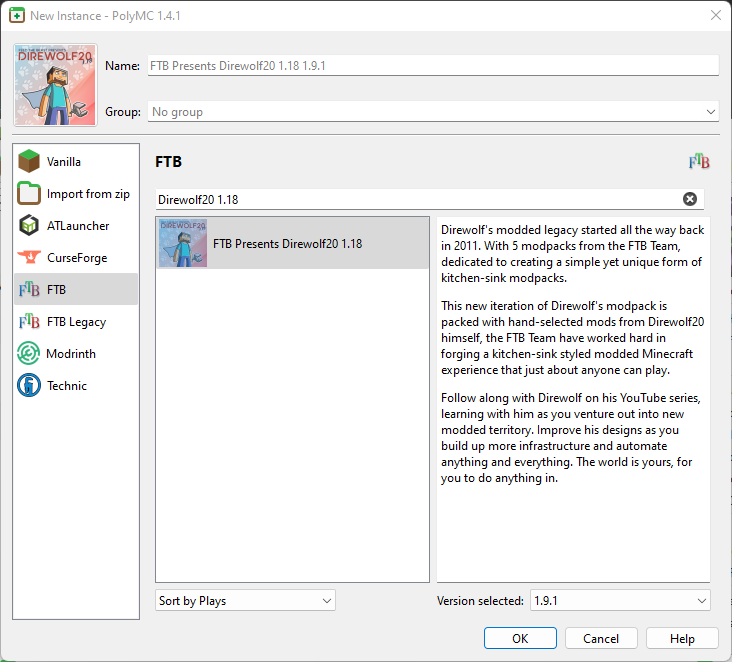 New Instance - PolyMC 1.4.1
DIREWOLF20
1.18
Name:
FTB Presents Direwolf20 1.18 1.9.1
Group:
No group
Vanilla
Import from zip
ATLauncher
CurseForge
FTB
FTB Legacy
Modrinth
Technic
FTB
FTB
Direwolf20 1.18
DIREWOLF20
FTB Presents Direwolf20 1.18
Direwolf's modded legacy started all the way back
in 2011. With 5 modpacks from the FTB Team,
dedicated to creating a simple yet unique form of
kitchen-sink modpacks.
This new iteration of Direwolf's modpack is
packed with hand-selected mods from Direwolf20
himself, the FTB Team have worked hard in
forging a kitchen-sink styled modded Minecraft
experience that just about anyone can play.
Follow along with Direwolf on his YouTube series,
learning with him as you venture out into new
modded territory. Improve his designs as you
build up more infrastructure and automate
anything and everything. The world is yours, for
you to do anything in.
Sort by Plays
Version selected:
1.9.1
OK
Cancel
Help